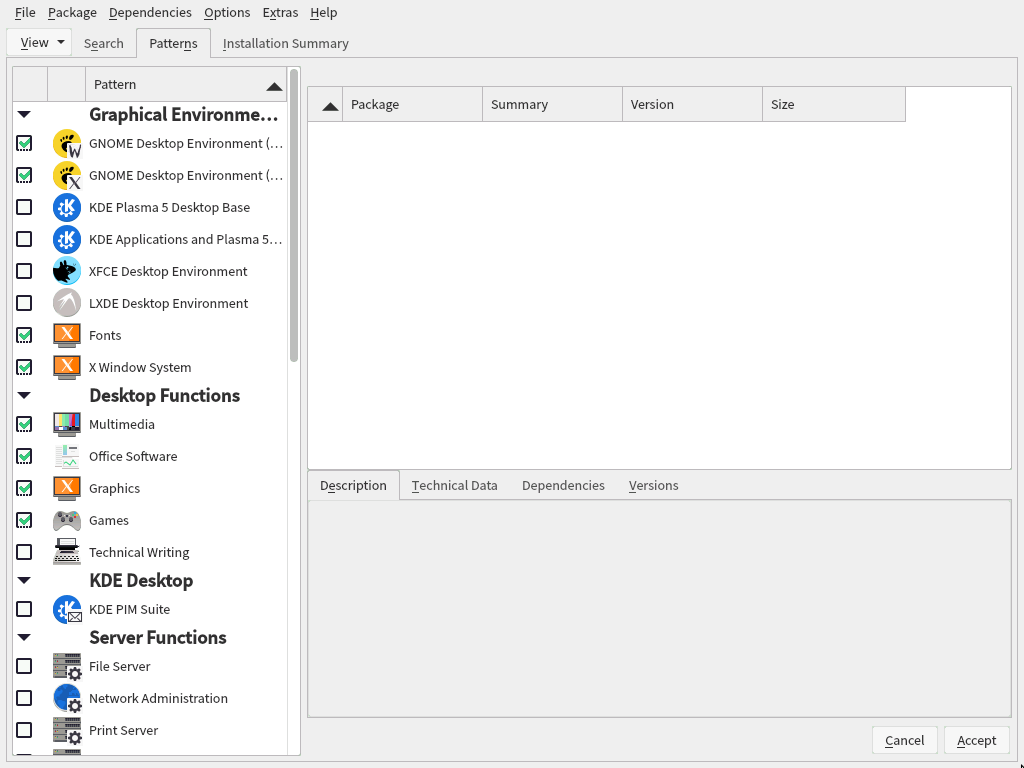 File Package Dependencies Options Extras Help
View Search Patterns Installation Summary
Pattern
Graphical Environme...
GNOME Desktop Environment (...
GNOME Desktop Environment (...
KDE Plasma 5 Desktop Base
KDE Applications and Plasma 5...
XFCE Desktop Environment
LXDE Desktop Environment
Fonts
X Window System
Desktop Functions
Multimedia
Office Software
Graphics
Games
Technical Writing
KDE Desktop
KDE PIM Suite
Server Functions
File Server
Network Administration
Print Server
Package Summary Version Size
Description Technical Data Dependencies Versions
Cancel Accept